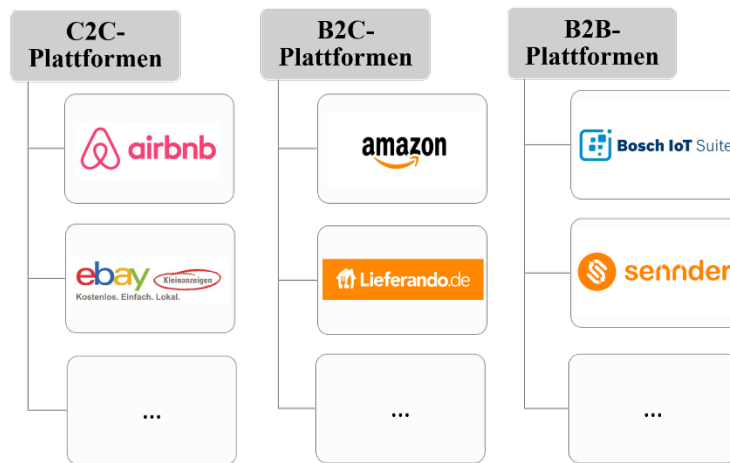 C2C-
Plattformen
airbnb
ebay Kleinanzeigen
Kostenlos. Einfach. Lokal.
...
B2C-
Plattformen
amazon
Lieferando.de
...
B2B-
Plattformen
Bosch IoT Suite
sennder
...